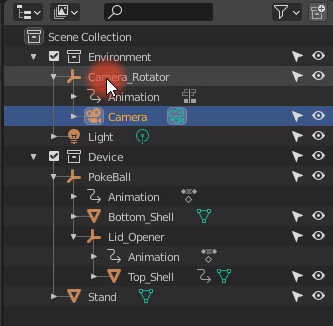 Scene Collection
Environment
Camera_Rotator
Animation
Camera
Light
Device
PokeBall
Animation
Bottom_Shell
Lid_Opener
Animation
Top_Shell
Stand